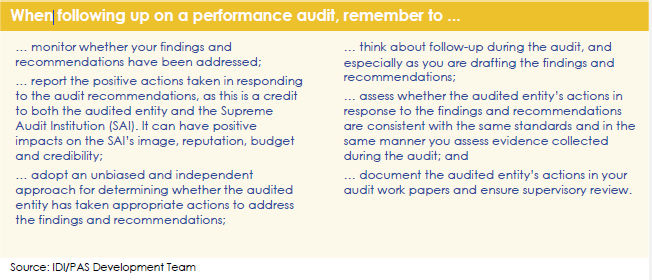 When following up on a performance audit, remember to ...
... monitor whether your findings and
recommendations have been addressed;
... report the positive actions taken in responding
to the audit recommendations, as this is a credit
to both the audited entity and the Supreme
Audit Institution (SAI). It can have positive
impacts on the SAI's image, reputation, budget
and credibility;
... adopt an unbiased and independent
approach for determining whether the audited
entity has taken appropriate actions to address
the findings and recommendations;
... think about follow-up during the audit, and
especially as you are drafting the findings and
recommendations;
... assess whether the audited entity's actions in
response to the findings and recommendations
are consistent with the same standards and in the
same manner you assess evidence collected
during the audit; and
... document the audited entity's actions in your
audit work papers and ensure supervisory review.
Source: IDI/PAS Development Team